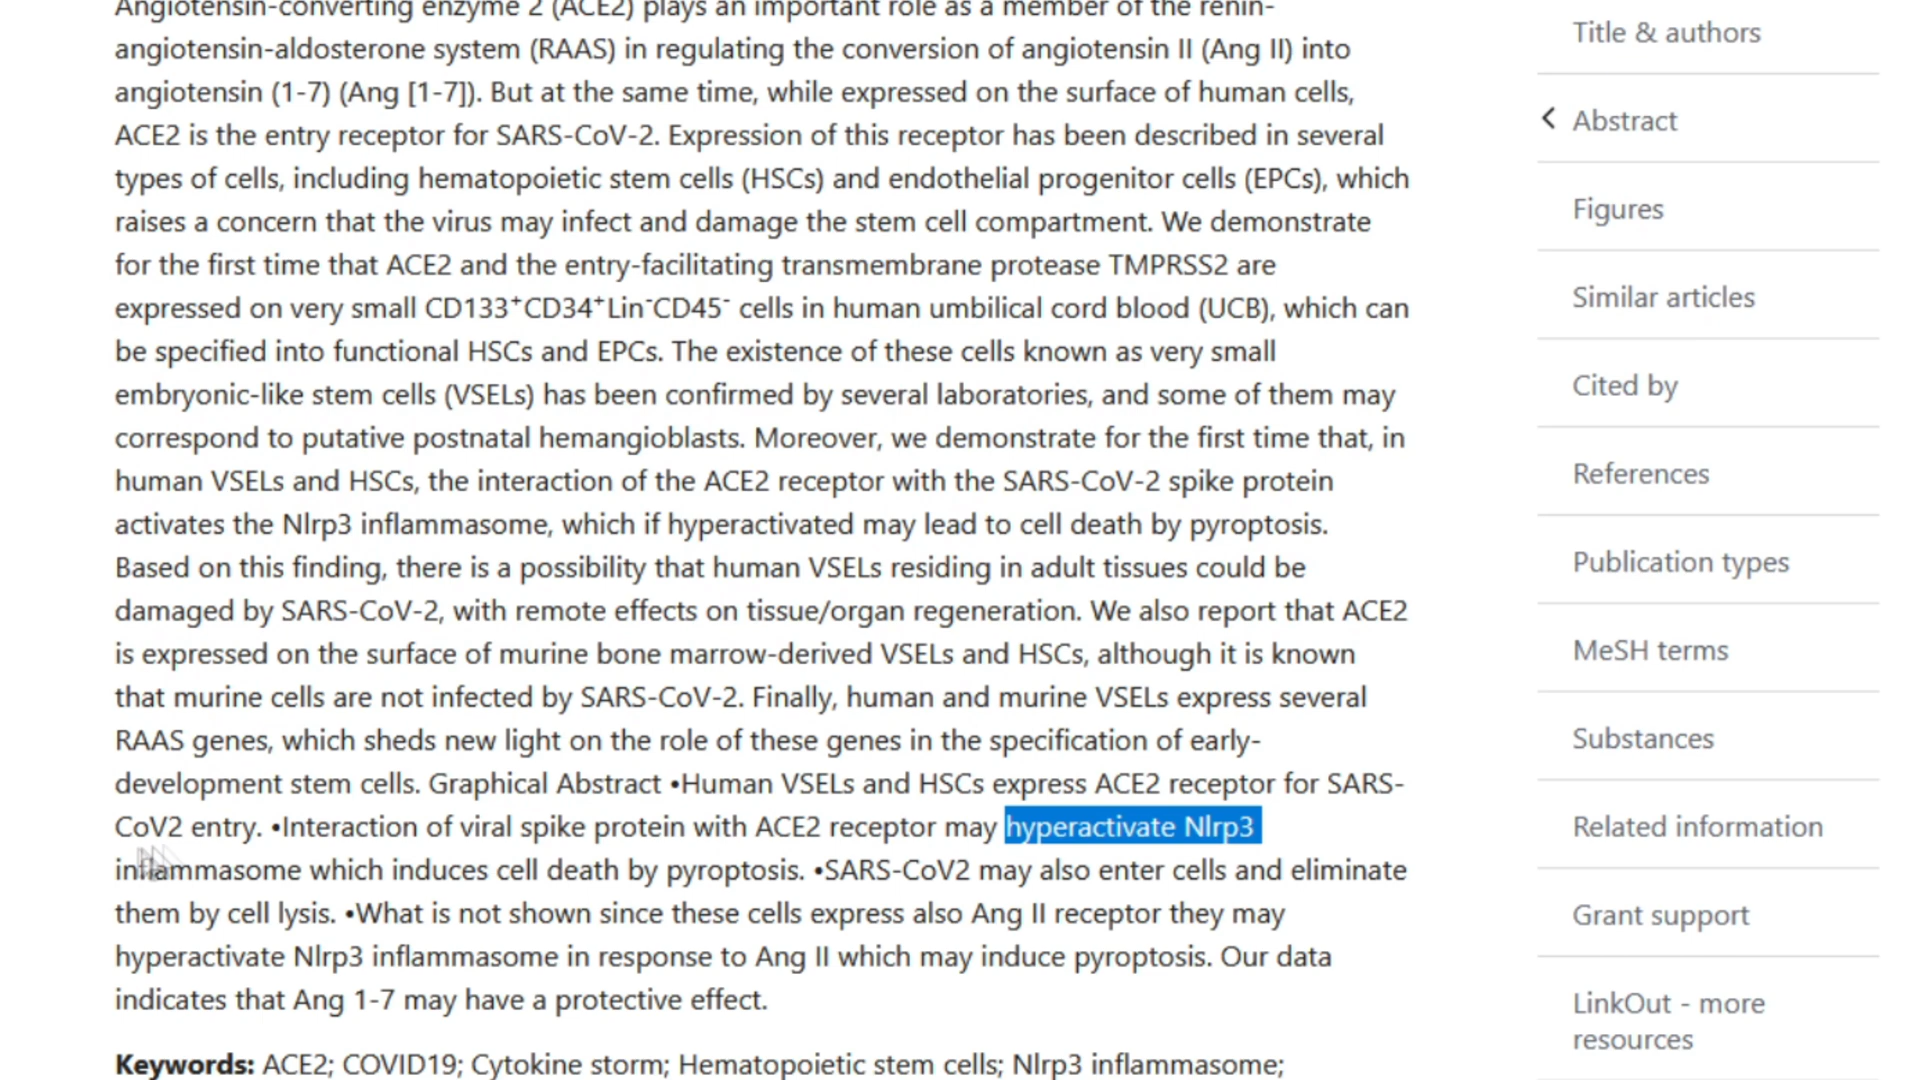 Angiotensin-converting enzyme 2 (ACE2) plays an important role as a member of the renin-
angiotensin-aldosterone system (RAAS) in regulating the conversion of angiotensin II (Ang II) into
angiotensin (1-7) (Ang [1-7]). But at the same time, while expressed on the surface of human cells,
ACE2 is the entry receptor for SARS-CoV-2. Expression of this receptor has been described in several
types of cells, including hematopoietic stem cells (HSCs) and endothelial progenitor cells (EPCs), which
raises a concern that the virus may infect and damage the stem cell compartment. We demonstrate
for the first time that ACE2 and the entry-facilitating transmembrane protease TMPRSS2 are
expressed on very small CD133⁺CD34⁺Lin⁻CD45⁻ cells in human umbilical cord blood (UCB), which can
be specified into functional HSCs and EPCs. The existence of these cells known as very small
embryonic-like stem cells (VSELs) has been confirmed by several laboratories, and some of them may
correspond to putative postnatal hemangioblasts. Moreover, we demonstrate for the first time that, in
human VSELs and HSCs, the interaction of the ACE2 receptor with the SARS-CoV-2 spike protein
activates the Nlrp3 inflammasome, which if hyperactivated may lead to cell death by pyroptosis.
Based on this finding, there is a possibility that human VSELs residing in adult tissues could be
damaged by SARS-CoV-2, with remote effects on tissue/organ regeneration. We also report that ACE2
is expressed on the surface of murine bone marrow-derived VSELs and HSCs, although it is known
that murine cells are not infected by SARS-CoV-2. Finally, human and murine VSELs express several
RAAS genes, which sheds new light on the role of these genes in the specification of early-
development stem cells. Graphical Abstract •Human VSELs and HSCs express ACE2 receptor for SARS-
CoV2 entry. •Interaction of viral spike protein with ACE2 receptor may hyperactivate Nlrp3
inflammasome which induces cell death by pyroptosis. •SARS-CoV2 may also enter cells and eliminate
them by cell lysis. •What is not shown since these cells express also Ang II receptor they may
hyperactivate Nlrp3 inflammasome in response to Ang II which may induce pyroptosis. Our data
indicates that Ang 1-7 may have a protective effect.
Keywords: ACE2; COVID19; Cytokine storm; Hematopoietic stem cells; Nlrp3 inflammasome;
Title & authors
Abstract
Figures
Similar articles
Cited by
References
Publication types
MeSH terms
Substances
Related information
Grant support
LinkOut - more
resources